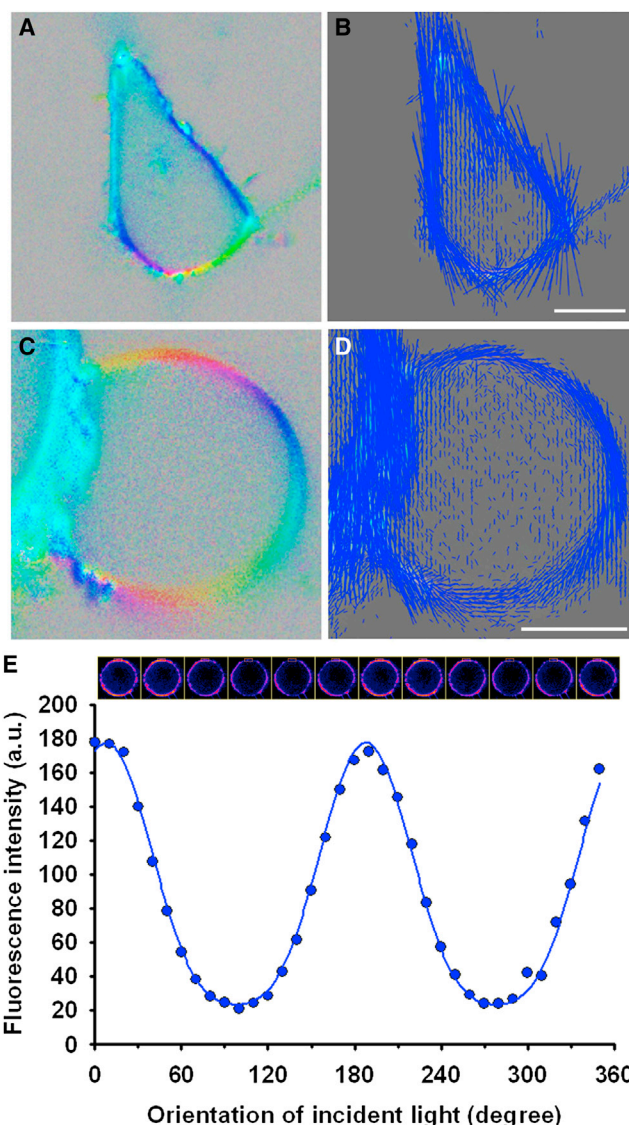 A
B
C
D
E
200
180
160
140
120
100
80
60
40
20
0
0 60 120 180 240 300 360
Fluorescence intensity (a.u.)
Orientation of incident light (degree)